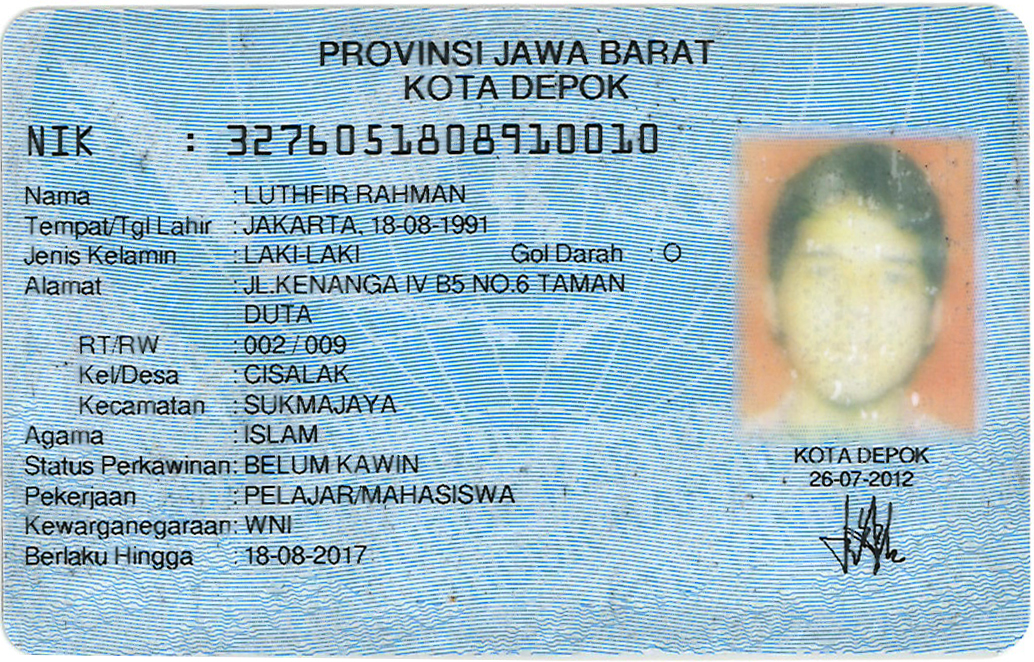 PROVINSI JAWA BARAT
KOTA DEPOK
NIK : 3276051808910010
Nama : LUTHFIR RAHMAN
Tempat/Tgl Lahir : JAKARTA, 18-08-1991
Jenis Kelamin : LAKI-LAKI Gol Darah : O
Alamat : JL.KENANGA IV B5 NO.6 TAMAN
DUTA
RT/RW : 002 / 009
Kel/Desa : CISALAK
Kecamatan : SUKMAJAYA
Agama : ISLAM
Status Perkawinan: BELUM KAWIN
Pekerjaan : PELAJAR/MAHASISWA
Kewarganegaraan: WNI
Berlaku Hingga : 18-08-2017
KOTA DEPOK
26-07-2012